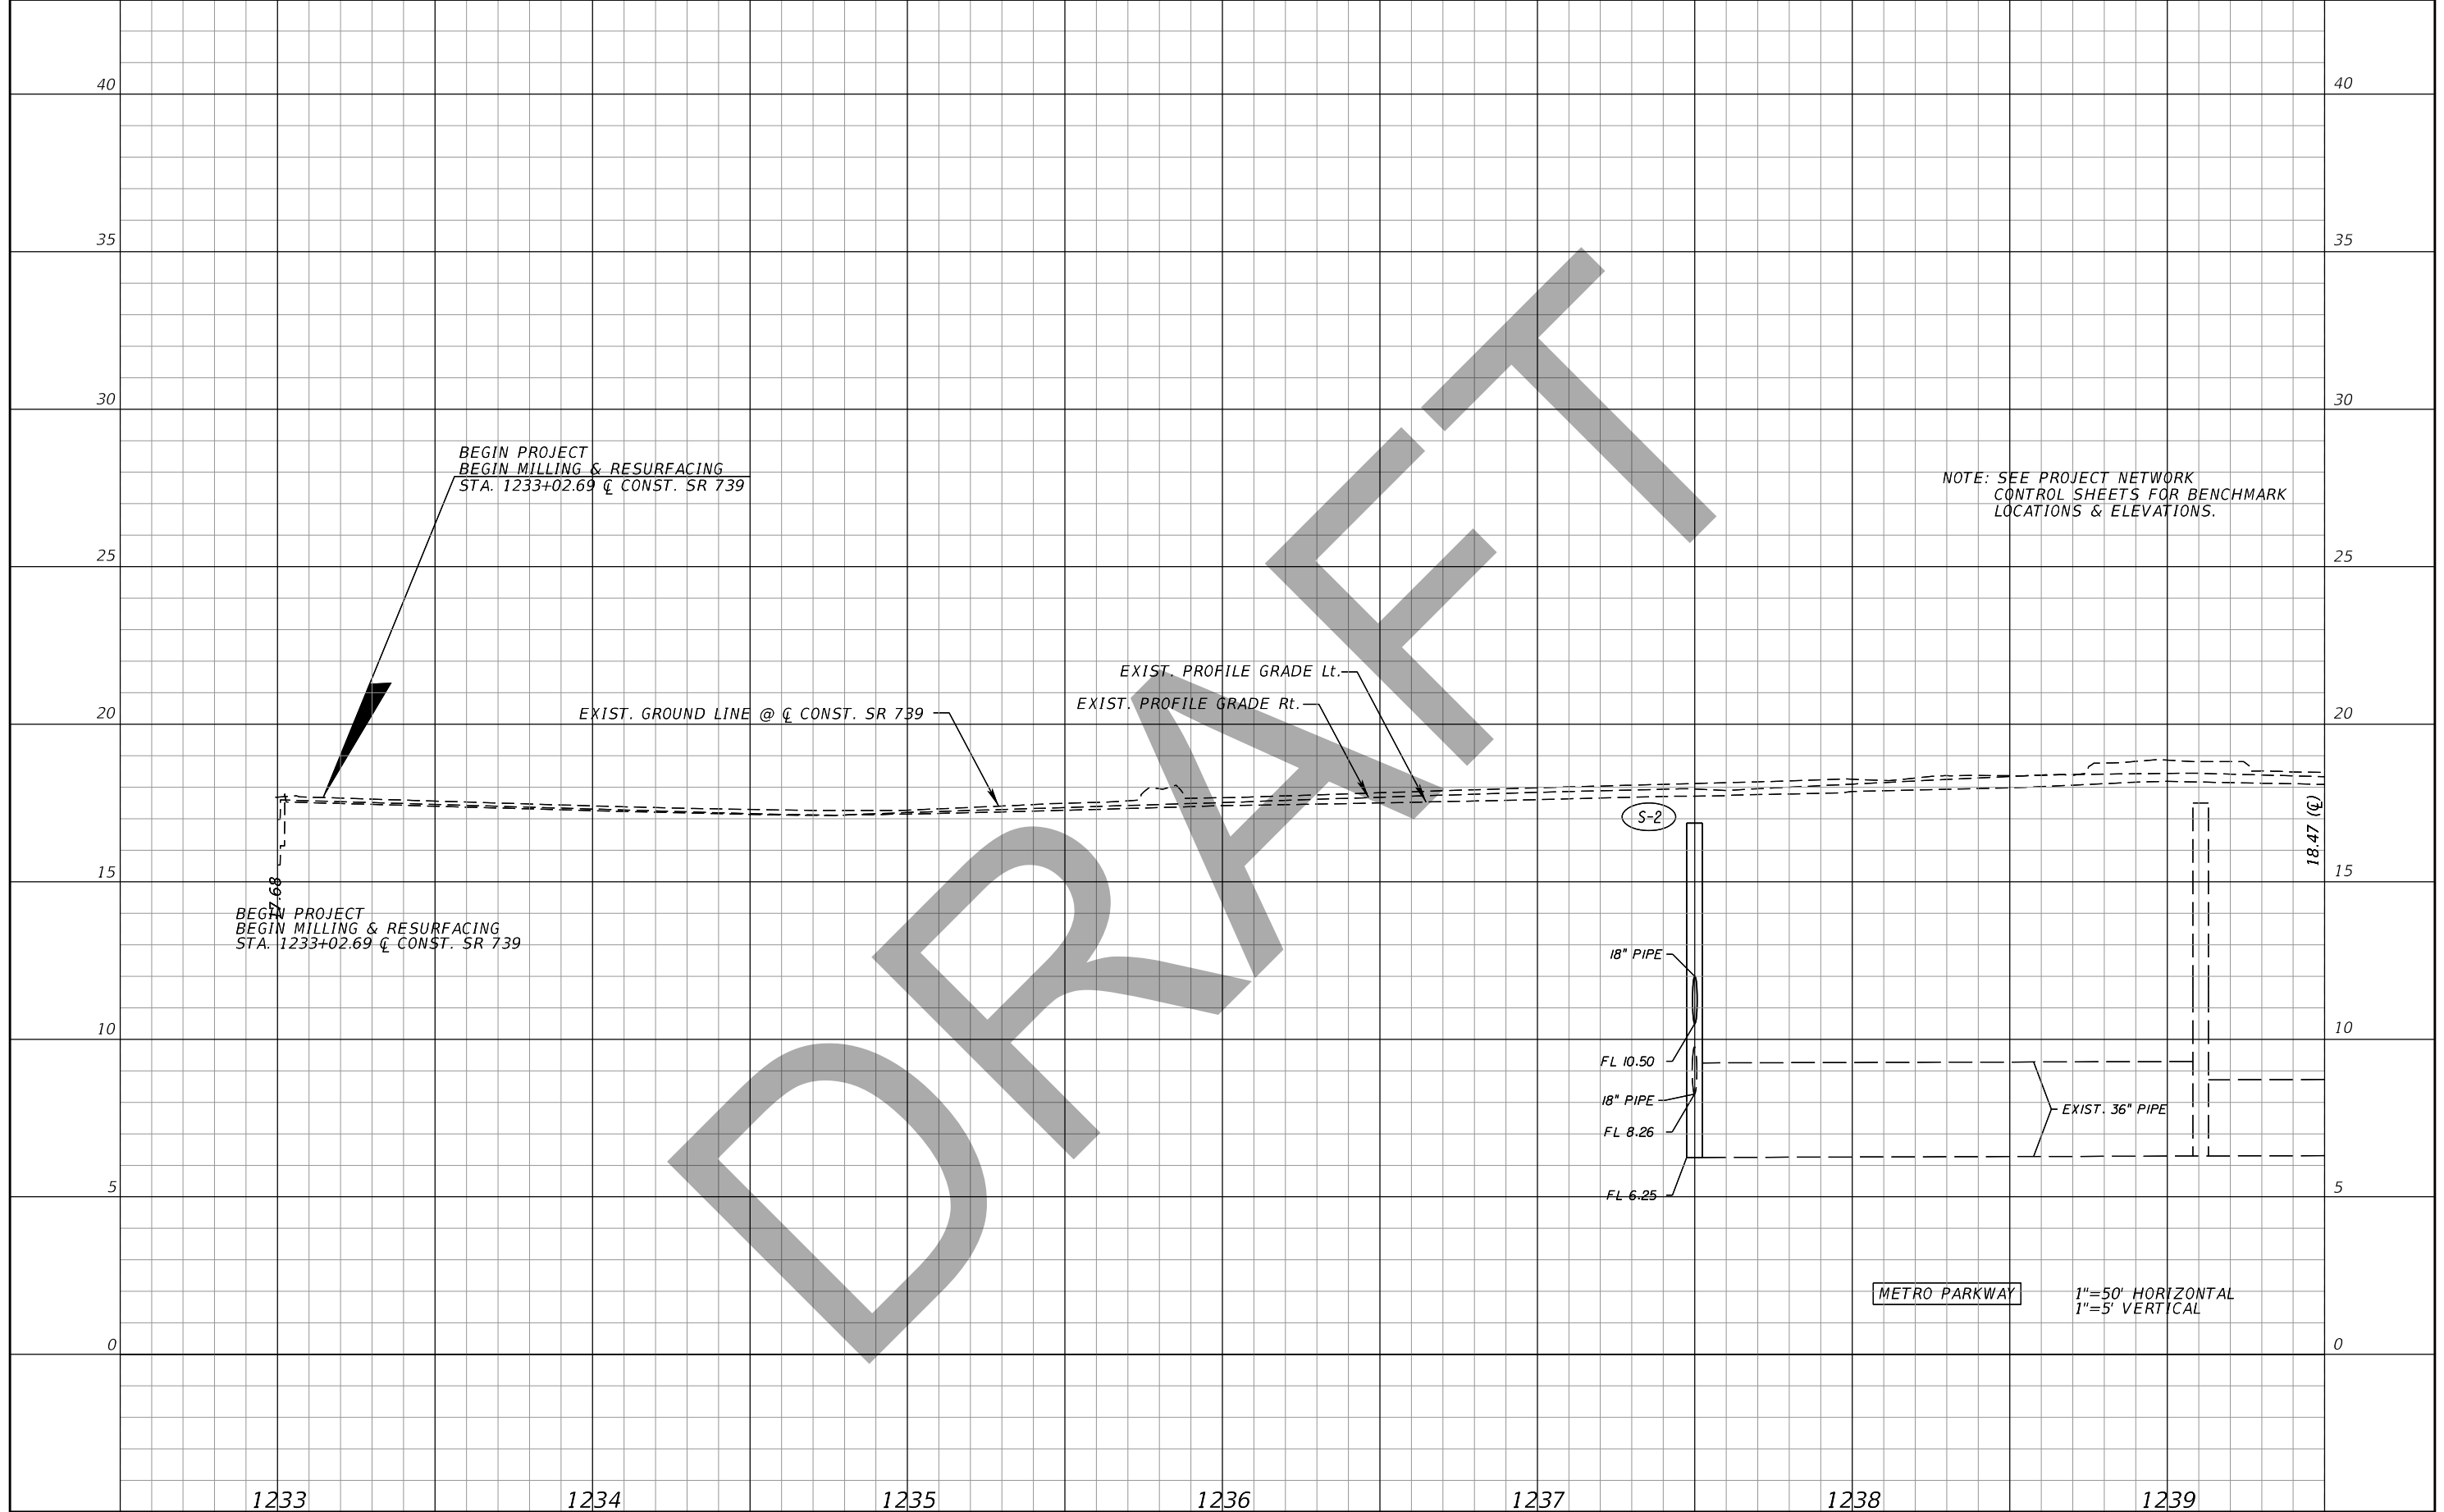 40
40
35
35
30
30
BEGIN PROJECT
BEGIN MILLING & RESURFACING
STA. 1233+02.69 ℄ CONST. SR 739
NOTE: SEE PROJECT NETWORK
CONTROL SHEETS FOR BENCHMARK
LOCATIONS & ELEVATIONS.
25
25
EXIST. PROFILE GRADE Lt.
EXIST. PROFILE GRADE Rt.
20
EXIST. GROUND LINE @ ℄ CONST. SR 739
20
S-2
18.47 (℄)
15
15
17.68
BEGIN PROJECT
BEGIN MILLING & RESURFACING
STA. 1233+02.69 ℄ CONST. SR 739
18" PIPE
10
10
FL 10.50
18" PIPE
EXIST. 36" PIPE
FL 8.26
5
FL 6.25
5
METRO PARKWAY
1"=50' HORIZONTAL
1"=5' VERTICAL
0
0
1233
1234
1235
1236
1237
1238
1239
DRAFT